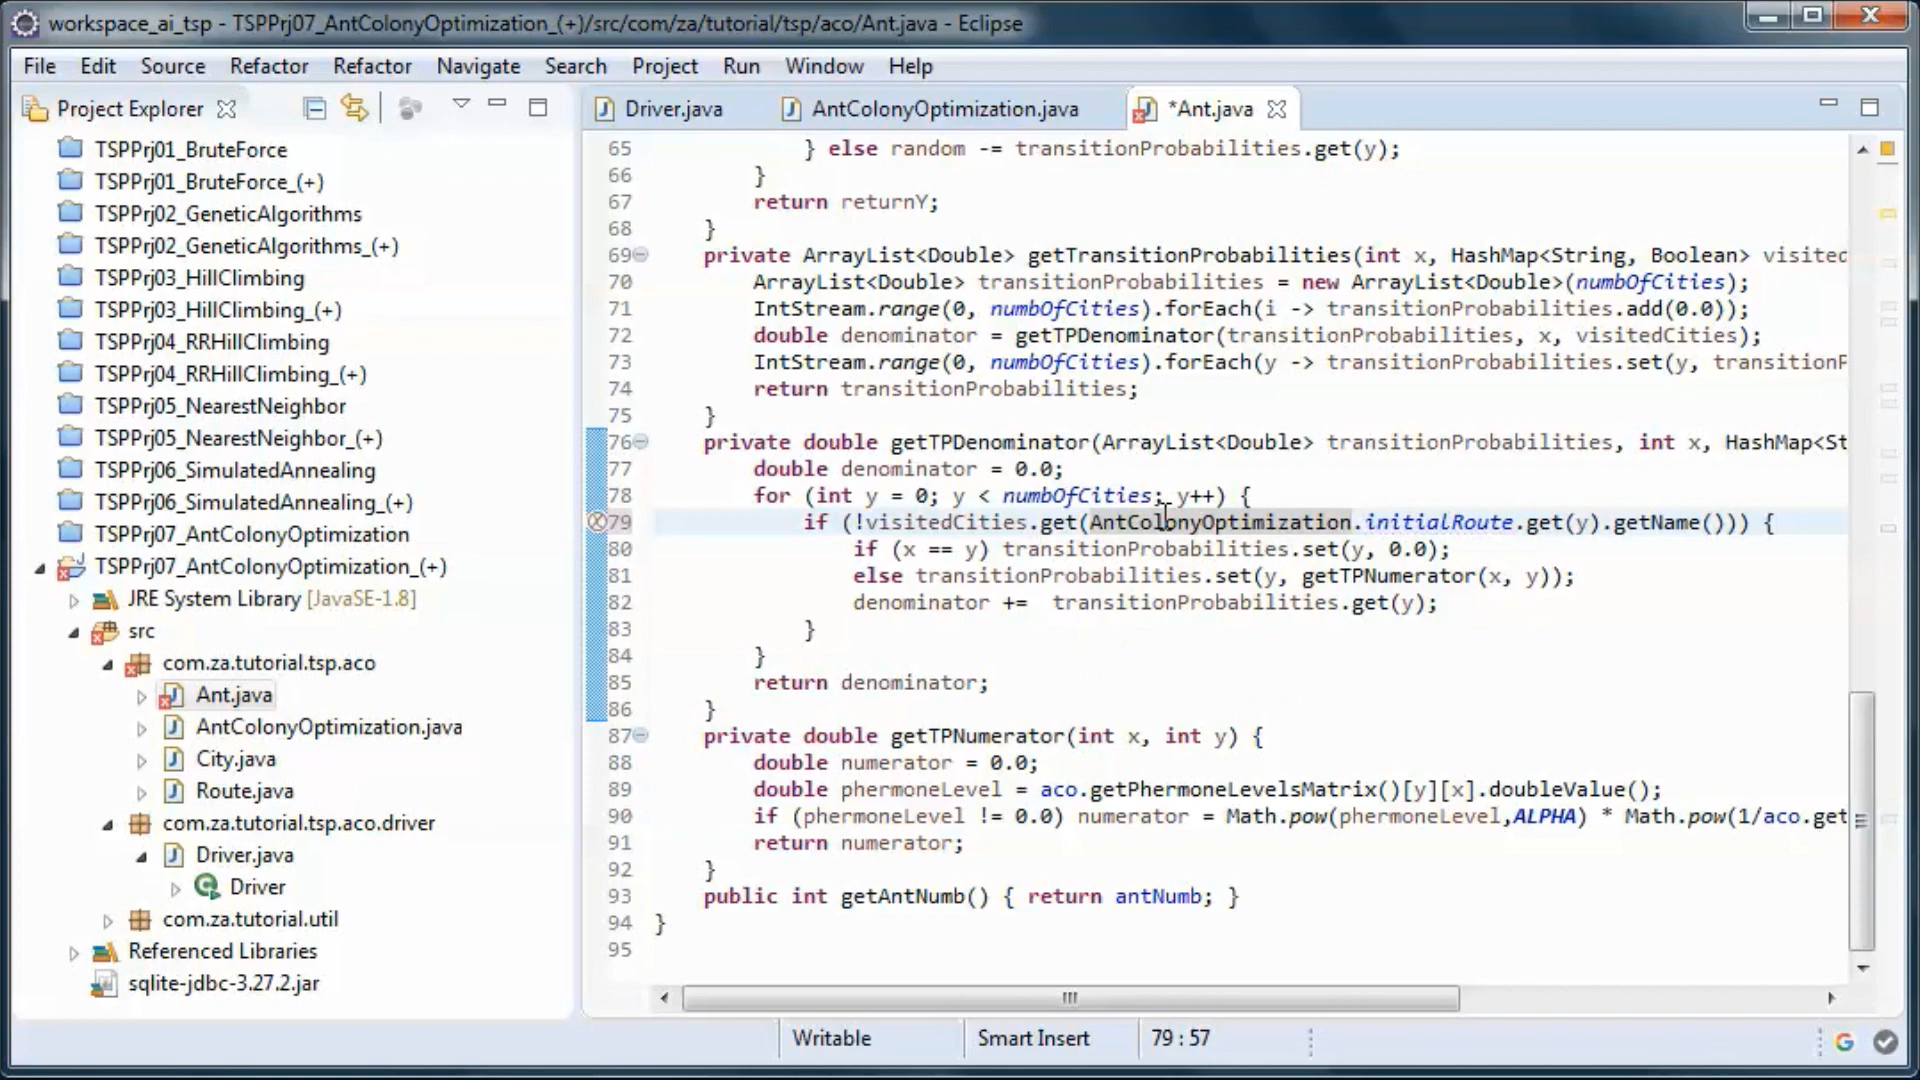 workspace_ai_tsp - TSPPrj07_AntColonyOptimization_(+)/src/com/za/tutorial/tsp/aco/Ant.java - Eclipse
File Edit Source Refactor Refactor Navigate Search Project Run Window Help
Project Explorer
TSPPrj01_BruteForce
TSPPrj01_BruteForce_(+)
TSPPrj02_GeneticAlgorithms
TSPPrj02_GeneticAlgorithms_(+)
TSPPrj03_HillClimbing
TSPPrj03_HillClimbing_(+)
TSPPrj04_RRHillClimbing
TSPPrj04_RRHillClimbing_(+)
TSPPrj05_NearestNeighbor
TSPPrj05_NearestNeighbor_(+)
TSPPrj06_SimulatedAnnealing
TSPPrj06_SimulatedAnnealing_(+)
TSPPrj07_AntColonyOptimization
TSPPrj07_AntColonyOptimization_(+)
JRE System Library [JavaSE-1.8]
src
com.za.tutorial.tsp.aco
Ant.java
AntColonyOptimization.java
City.java
Route.java
com.za.tutorial.tsp.aco.driver
Driver.java
Driver
com.za.tutorial.util
Referenced Libraries
sqlite-jdbc-3.27.2.jar
Driver.java AntColonyOptimization.java *Ant.java
65 } else random -= transitionProbabilities.get(y);
66 }
67 return returnY;
68 }
69 private ArrayList<Double> getTransitionProbabilities(int x, HashMap<String, Boolean> visited
70 ArrayList<Double> transitionProbabilities = new ArrayList<Double>(numbOfCities);
71 IntStream.range(0, numbOfCities).forEach(i -> transitionProbabilities.add(0.0));
72 double denominator = getTPDenominator(transitionProbabilities, x, visitedCities);
73 IntStream.range(0, numbOfCities).forEach(y -> transitionProbabilities.set(y, transitionP
74 return transitionProbabilities;
75 }
76 private double getTPDenominator(ArrayList<Double> transitionProbabilities, int x, HashMap<St
77 double denominator = 0.0;
78 for (int y = 0; y < numbOfCities; y++) {
79 if (!visitedCities.get(AntColonyOptimization.initialRoute.get(y).getName())) {
80 if (x == y) transitionProbabilities.set(y, 0.0);
81 else transitionProbabilities.set(y, getTPNumerator(x, y));
82 denominator += transitionProbabilities.get(y);
83 }
84 }
85 return denominator;
86 }
87 private double getTPNumerator(int x, int y) {
88 double numerator = 0.0;
89 double phermoneLevel = aco.getPhermoneLevelsMatrix()[y][x].doubleValue();
90 if (phermoneLevel != 0.0) numerator = Math.pow(phermoneLevel,ALPHA) * Math.pow(1/aco.get
91 return numerator;
92 }
93 public int getAntNumb() { return antNumb; }
94 }
95
Writable Smart Insert 79 : 57